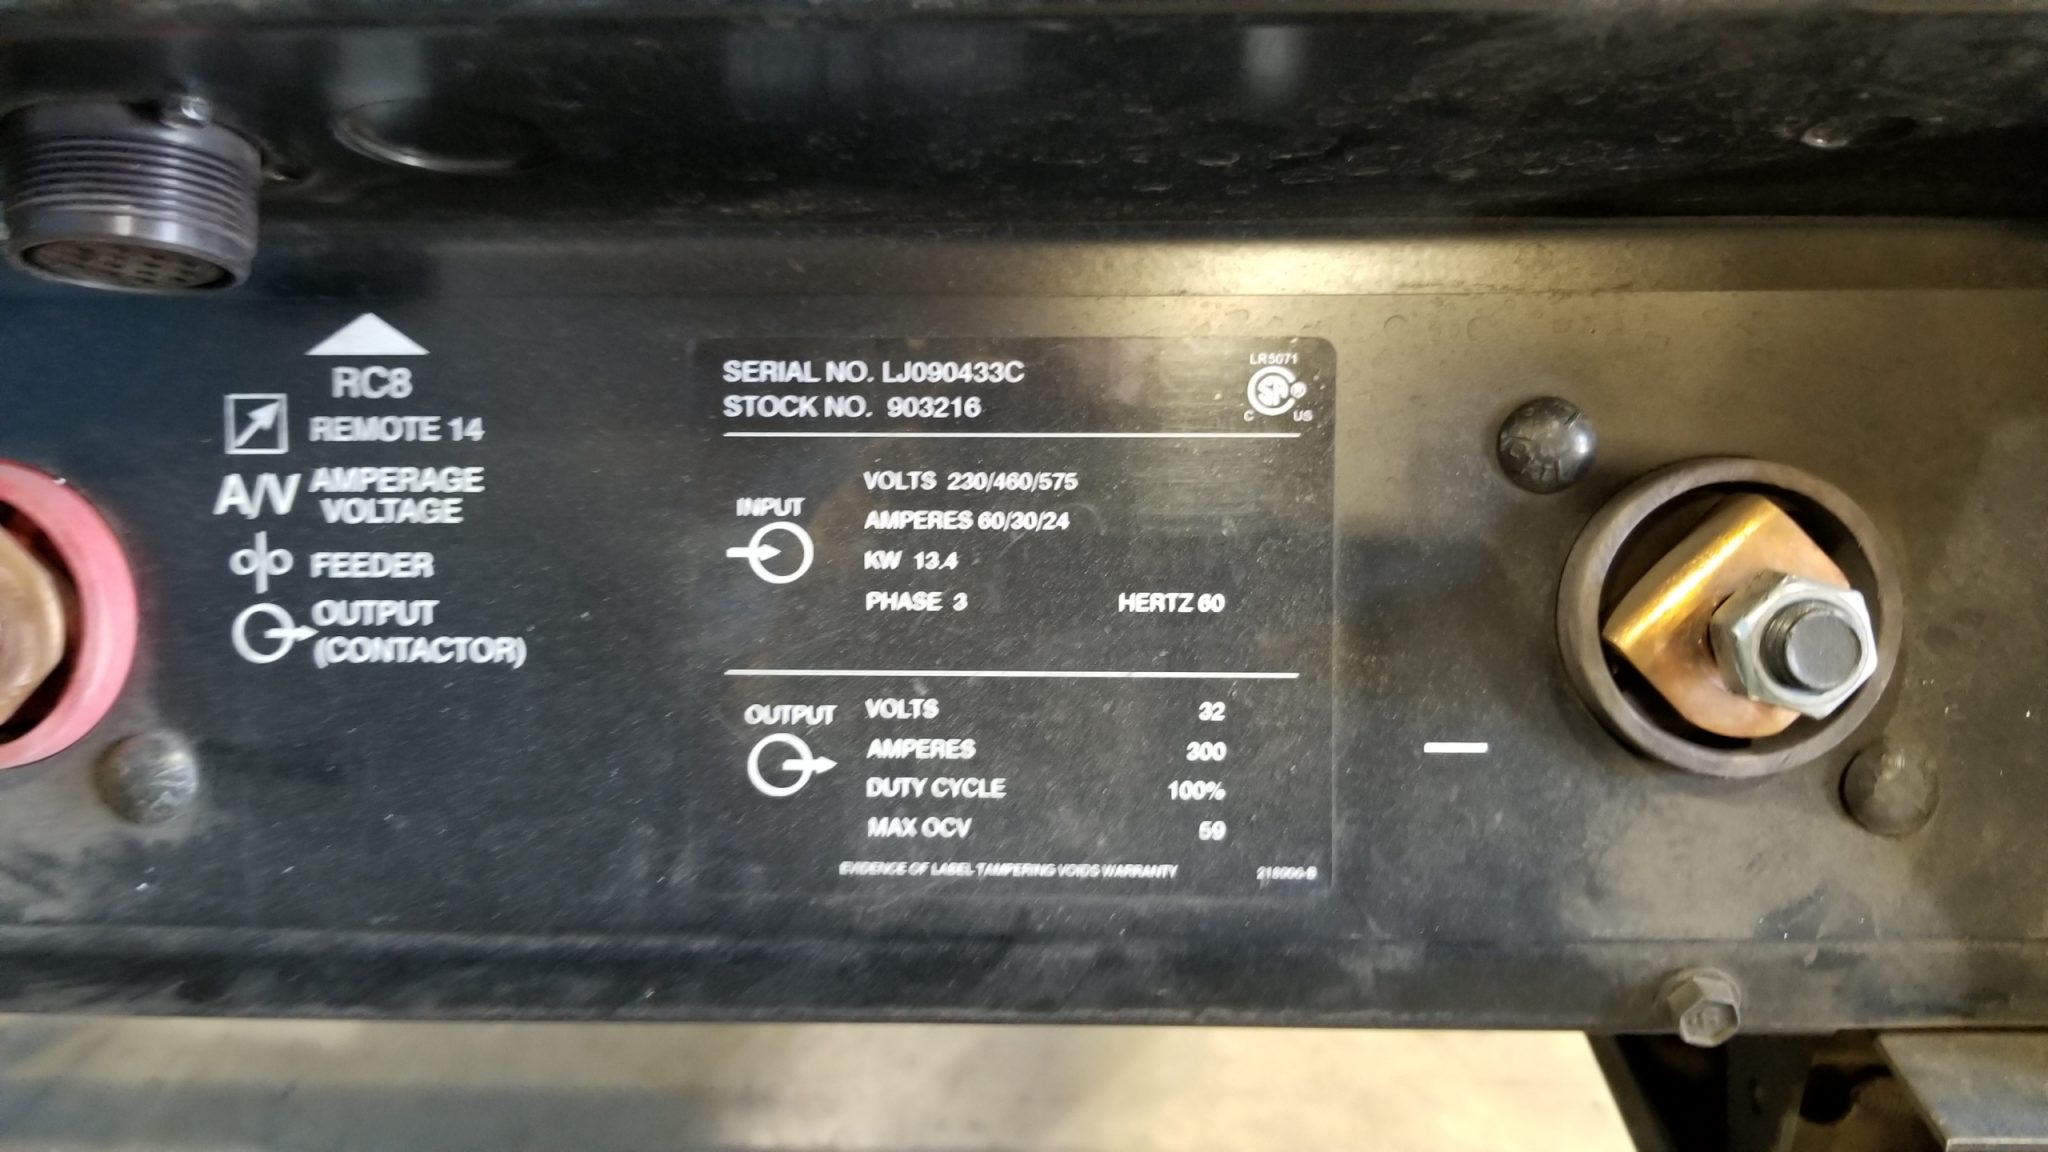 RC8
REMOTE 14
A/V AMPERAGE
VOLTAGE
FEEDER
OUTPUT
(CONTACTOR)
SERIAL NO. LJ090433C
STOCK NO. 903216
LR5071
C US
INPUT
VOLTS 230/460/575
AMPERES 60/30/24
KW 13.4
PHASE 3 HERTZ 60
OUTPUT
VOLTS 32
AMPERES 300
DUTY CYCLE 100%
MAX OCV 59
EVIDENCE OF LABEL TAMPERING VOIDS WARRANTY